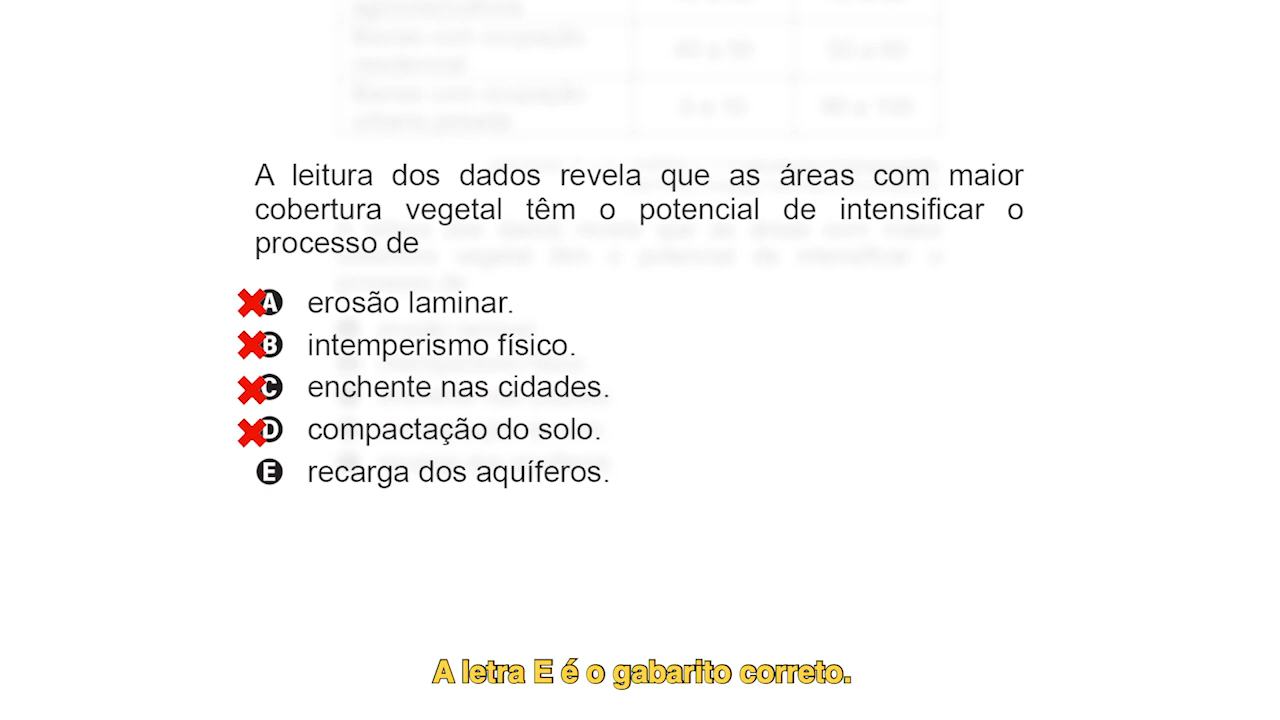 A leitura dos dados revela que as áreas com maior
cobertura vegetal têm o potencial de intensificar o
processo de
A erosão laminar.
B intemperismo físico.
C enchente nas cidades.
D compactação do solo.
E recarga dos aquíferos.
A letra E é o gabarito correto.